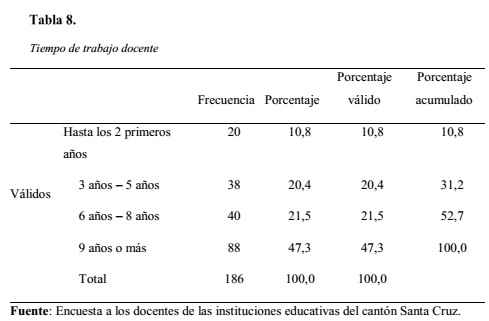 Tabla 8.
Tiempo de trabajo docente
Frecuencia Porcentaje Porcentaje válido Porcentaje acumulado
Hasta los 2 primeros años 20 10,8 10,8 10,8
Válidos
3 años – 5 años 38 20,4 20,4 31,2
6 años – 8 años 40 21,5 21,5 52,7
9 años o más 88 47,3 47,3 100,0
Total 186 100,0 100,0
Fuente: Encuesta a los docentes de las instituciones educativas del cantón Santa Cruz.